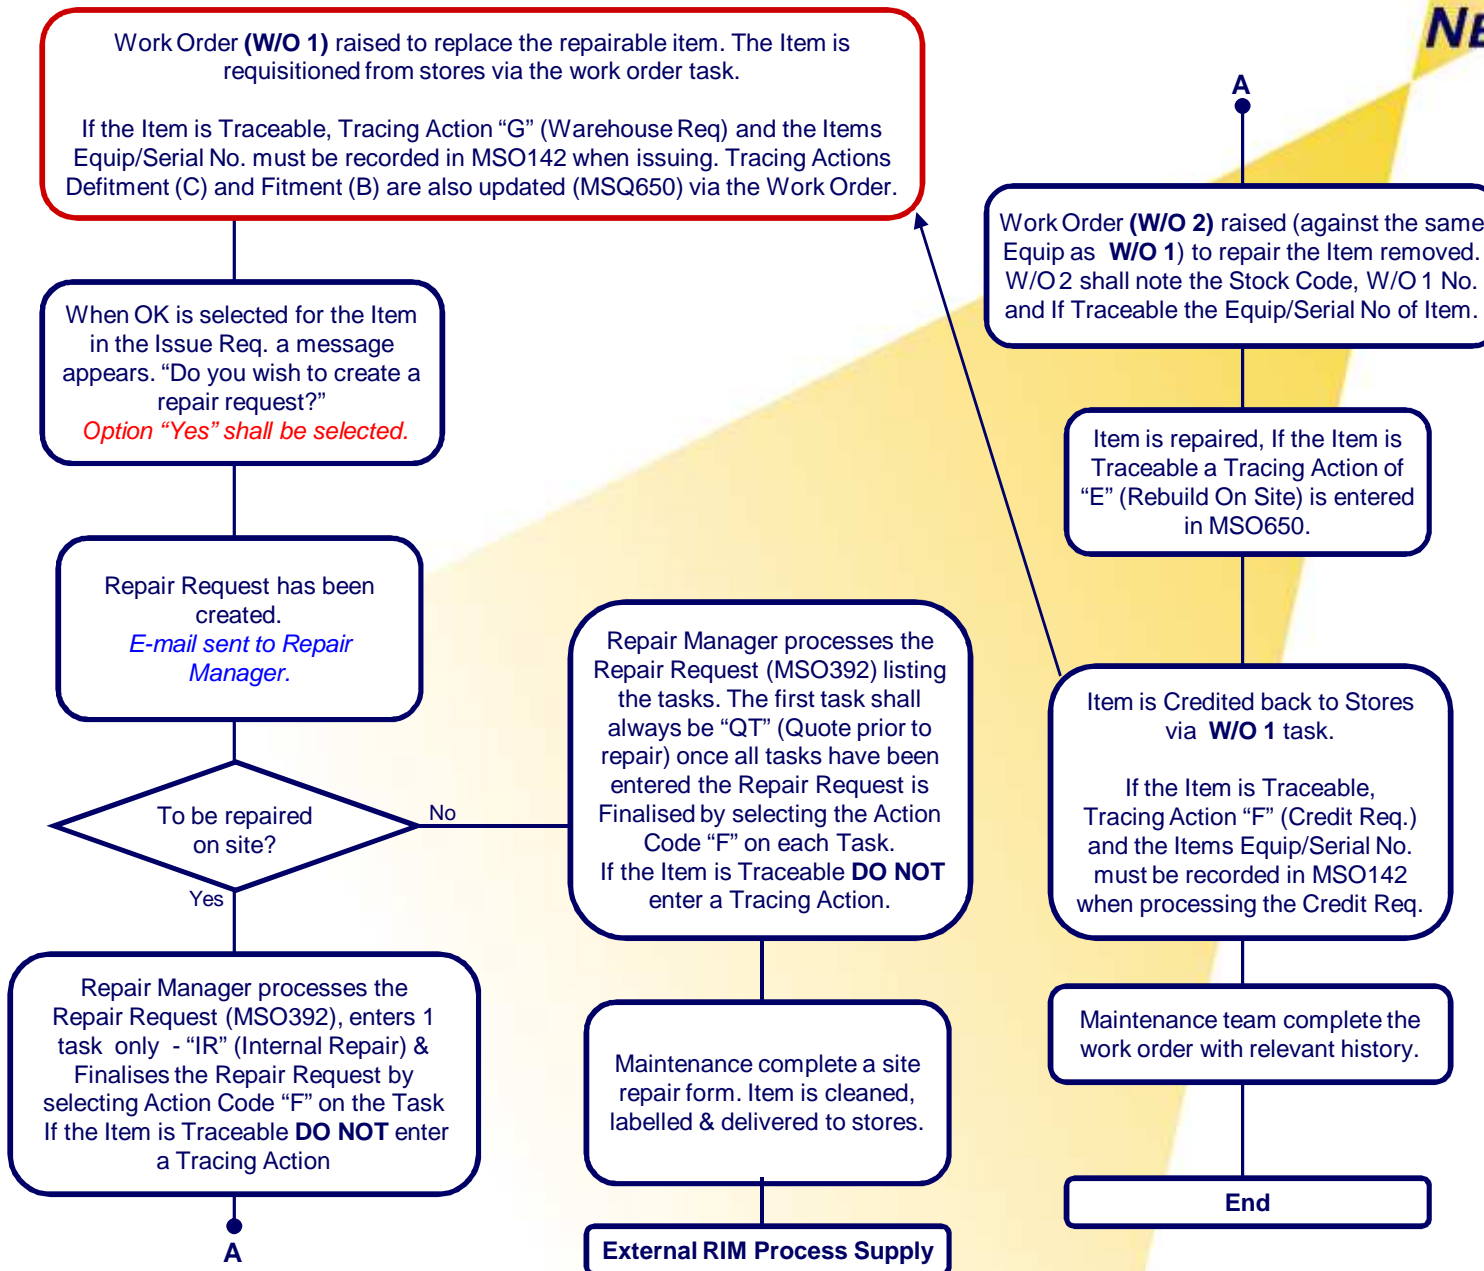 Work Order (W/O 1) raised to replace the repairable item. The Item is
requisitioned from stores via the work order task.
If the Item is Traceable, Tracing Action “G” (Warehouse Req) and the Items
Equip/Serial No. must be recorded in MSO142 when issuing. Tracing Actions
Defitment (C) and Fitment (B) are also updated (MSQ650) via the Work Order.
When OK is selected for the Item
in the Issue Req. a message
appears. “Do you wish to create a
repair request?”
Option “Yes” shall be selected.
Repair Request has been
created.
E-mail sent to Repair
Manager.
To be repaired
on site?
No
Yes
Repair Manager processes the
Repair Request (MSO392), enters 1
task only - “IR” (Internal Repair) &
Finalises the Repair Request by
selecting Action Code “F” on the Task
If the Item is Traceable DO NOT enter
a Tracing Action
A
Repair Manager processes the
Repair Request (MSO392) listing
the tasks. The first task shall
always be “QT” (Quote prior to
repair) once all tasks have been
entered the Repair Request is
Finalised by selecting the Action
Code “F” on each Task.
If the Item is Traceable DO NOT
enter a Tracing Action.
Maintenance complete a site
repair form. Item is cleaned,
labelled & delivered to stores.
External RIM Process Supply
NE
A
Work Order (W/O 2) raised (against the same
Equip as W/O 1) to repair the Item removed.
W/O 2 shall note the Stock Code, W/O 1 No.
and If Traceable the Equip/Serial No of Item.
Item is repaired, If the Item is
Traceable a Tracing Action of
“E” (Rebuild On Site) is entered
in MSO650.
Item is Credited back to Stores
via W/O 1 task.
If the Item is Traceable,
Tracing Action “F” (Credit Req.)
and the Items Equip/Serial No.
must be recorded in MSO142
when processing the Credit Req.
Maintenance team complete the
work order with relevant history.
End